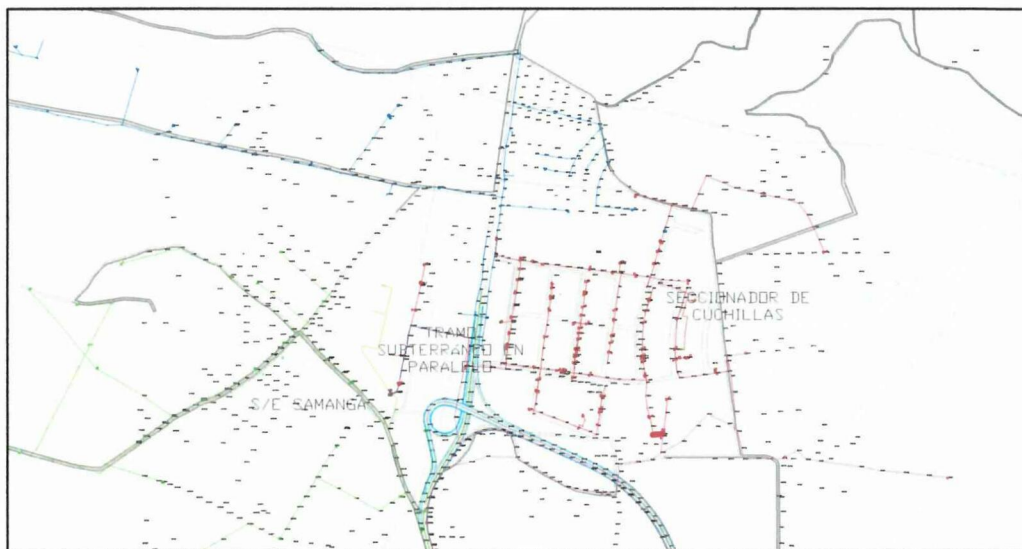 SECCIONADOR DE
CUCHILLAS
TRAMO
SUBTERRANEO EN
PARALELO
S/E SAMANGA